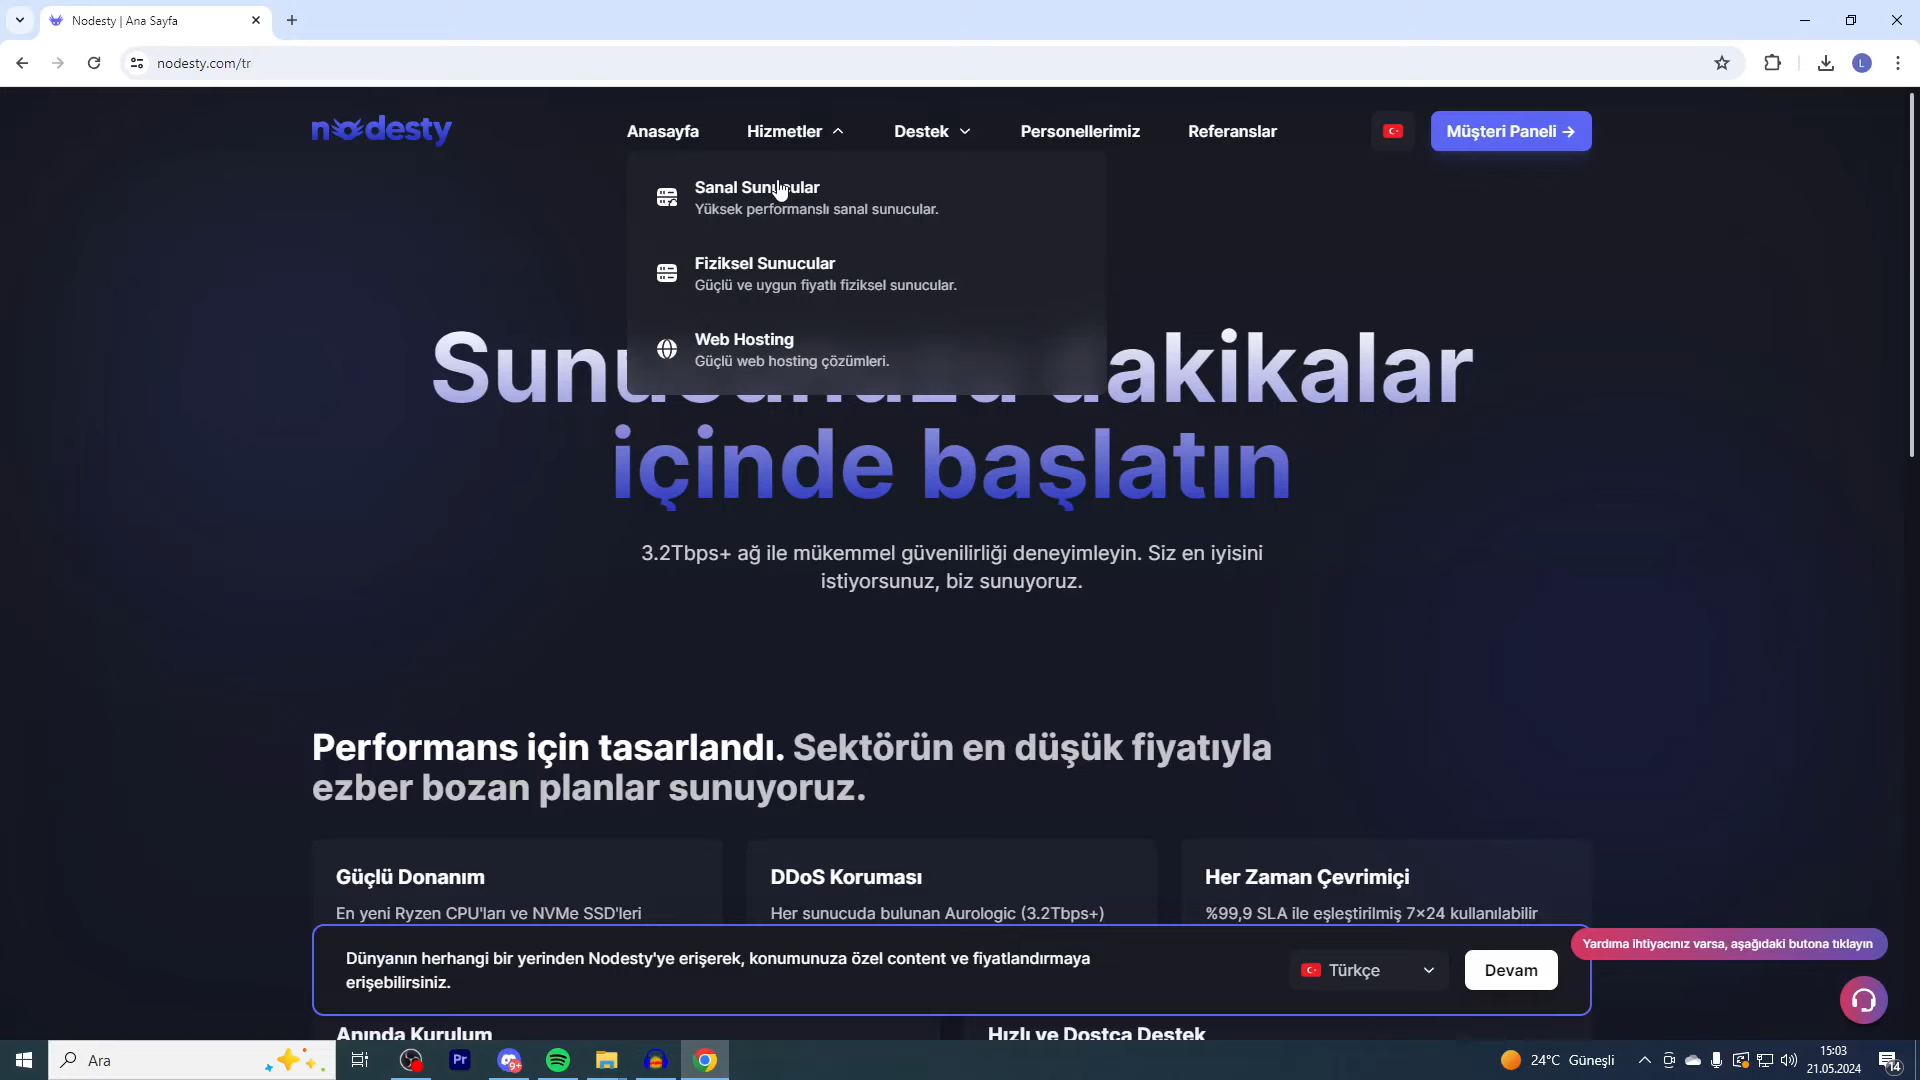 Nodesty | Ana Sayfa
nodesty.com/tr
L
nodesty
Anasayfa
Hizmetler
Destek
Personellerimiz
Referanslar
Müşteri Paneli →
Sanal Sunucular
Yüksek performanslı sanal sunucular.
Fiziksel Sunucular
Güçlü ve uygun fiyatlı fiziksel sunucular.
Web Hosting
Güçlü web hosting çözümleri.
dakikalar
içinde başlatın
3.2Tbps+ ağ ile mükemmel güvenilirliği deneyimleyin. Siz en iyisini
istiyorsunuz, biz sunuyoruz.
Performans için tasarlandı. Sektörün en düşük fiyatıyla
ezber bozan planlar sunuyoruz.
Güçlü Donanım
En yeni Ryzen CPU'ları ve NVMe SSD'leri
DDoS Koruması
Her sunucuda bulunan Aurologic (3.2Tbps+)
Her Zaman Çevrimiçi
%99,9 SLA ile eşleştirilmiş 7×24 kullanılabilir
Dünyanın herhangi bir yerinden Nodesty'ye erişerek, konumunuza özel content ve fiyatlandırmaya
erişebilirsiniz.
Türkçe
Devam
Yardıma ihtiyacınız varsa, aşağıdaki butona tıklayın
Anında Kurulum
Hızlı ve Dostça Destek
Ara
Pr
9+
24°C Güneşli
15:03
21.05.2024
14